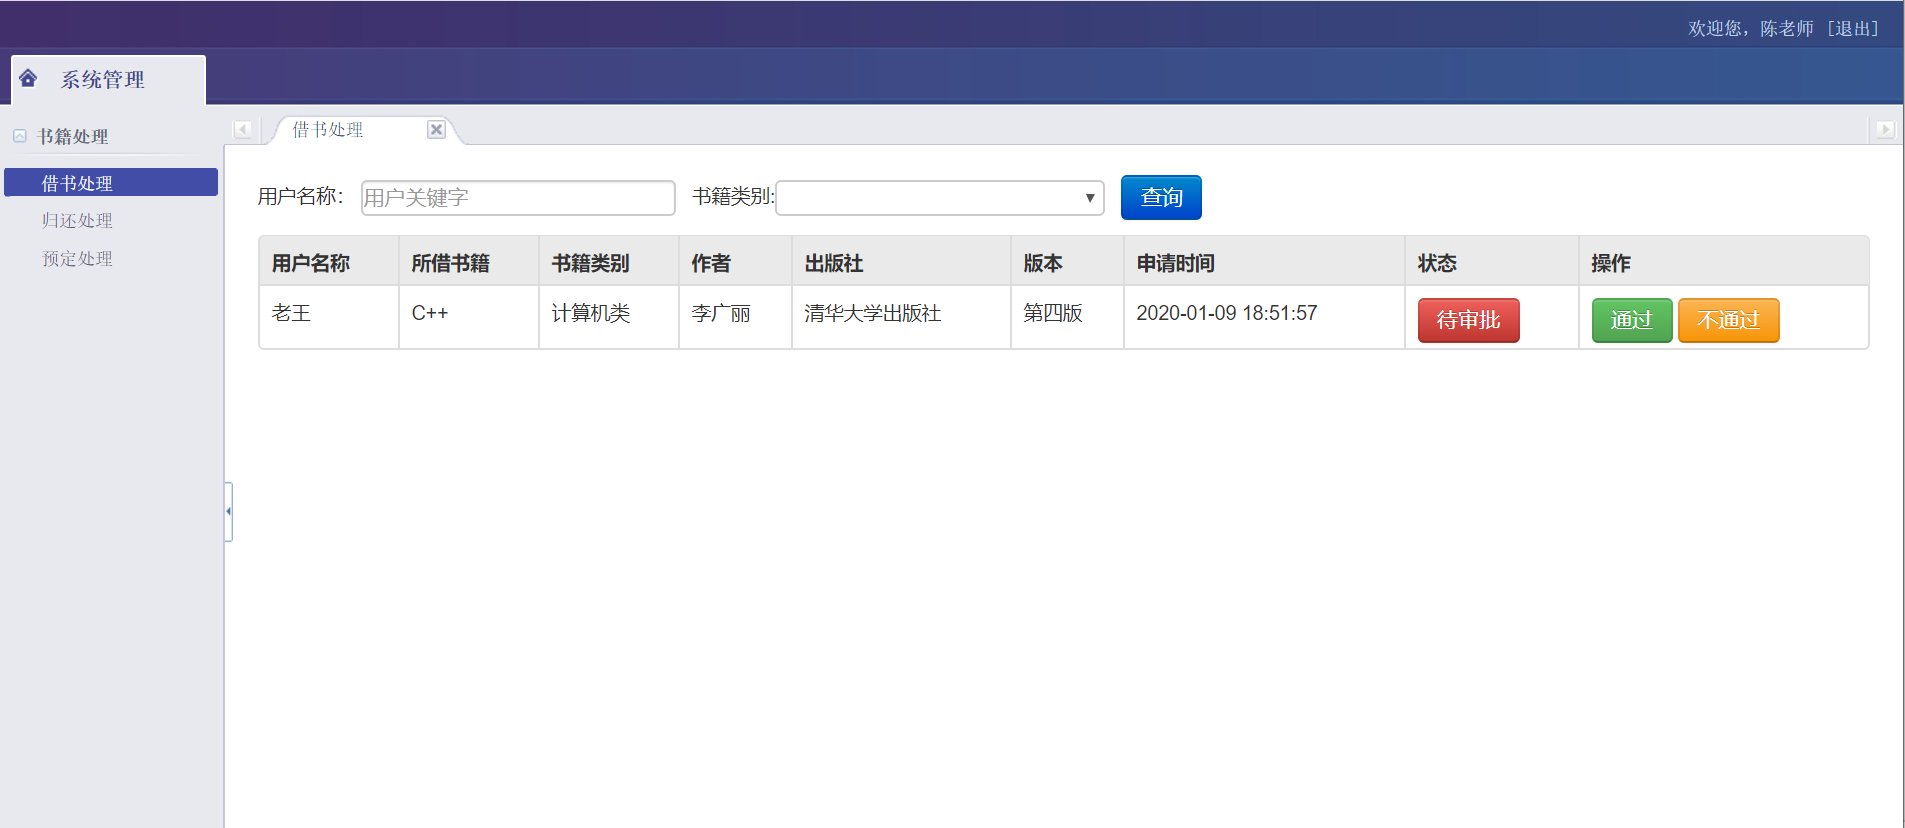 欢迎您，陈老师 [退出]
系统管理
书籍处理
借书处理
归还处理
预定处理
借书处理
用户名称： 用户关键字 书籍类别: 查询
用户名称 所借书籍 书籍类别 作者 出版社 版本 申请时间 状态 操作
老王 C++ 计算机类 李广丽 清华大学出版社 第四版 2020-01-09 18:51:57 待审批 通过 不通过